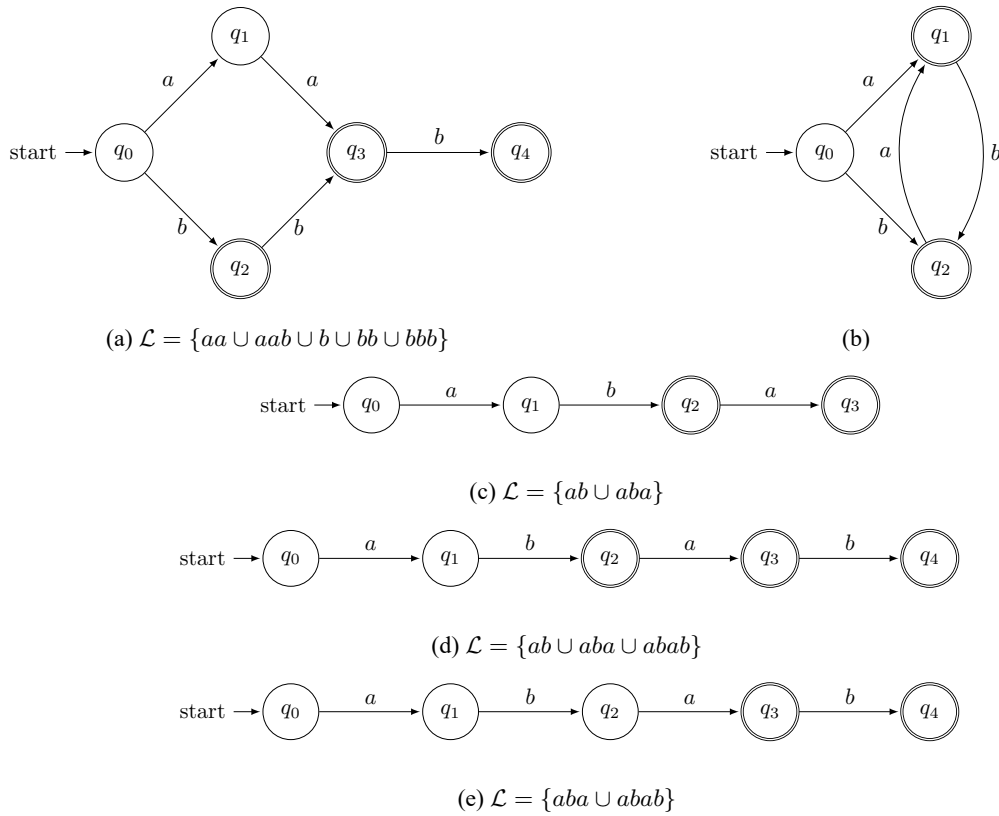 q₁
a a
start q₀ q₃ b q₄
b b
q₂
(a) 𝓛 = {aa ∪ aab ∪ b ∪ bb ∪ bbb}
q₁
a
start q₀ a b
b
q₂
(b)
start q₀ a q₁ b q₂ a q₃
(c) 𝓛 = {ab ∪ aba}
start q₀ a q₁ b q₂ a q₃ b q₄
(d) 𝓛 = {ab ∪ aba ∪ abab}
start q₀ a q₁ b q₂ a q₃ b q₄
(e) 𝓛 = {aba ∪ abab}